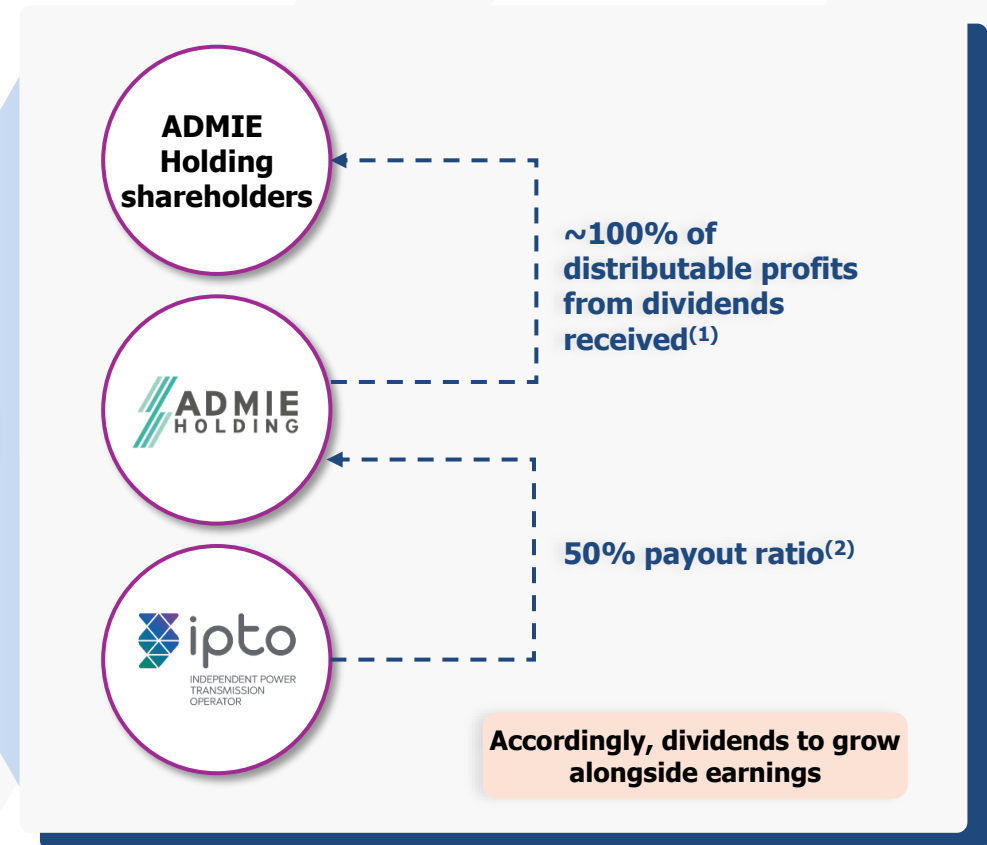 ADMIE
Holding
shareholders
~100% of
distributable profits
from dividends
received(1)
ADMIE
HOLDING
50% payout ratio(2)
ipto
INDEPENDENT POWER
TRANSMISSION
OPERATOR
Accordingly, dividends to grow
alongside earnings